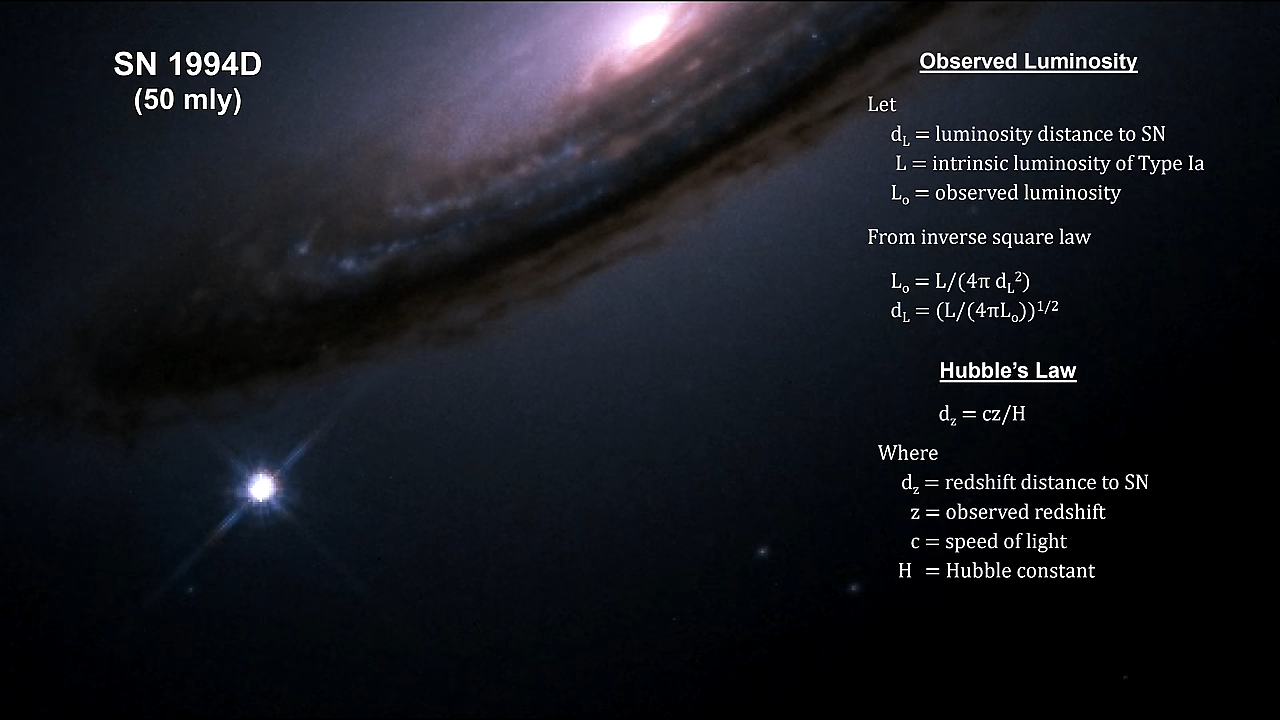 SN 1994D
(50 mly)
Observed Luminosity
Let
d_L = luminosity distance to SN
L = intrinsic luminosity of Type Ia
L_o = observed luminosity
From inverse square law
L_o = L/(4π d_L²)
d_L = (L/(4πL_o))^1/2
Hubble’s Law
d_z = cz/H
Where
d_z = redshift distance to SN
z = observed redshift
c = speed of light
H = Hubble constant